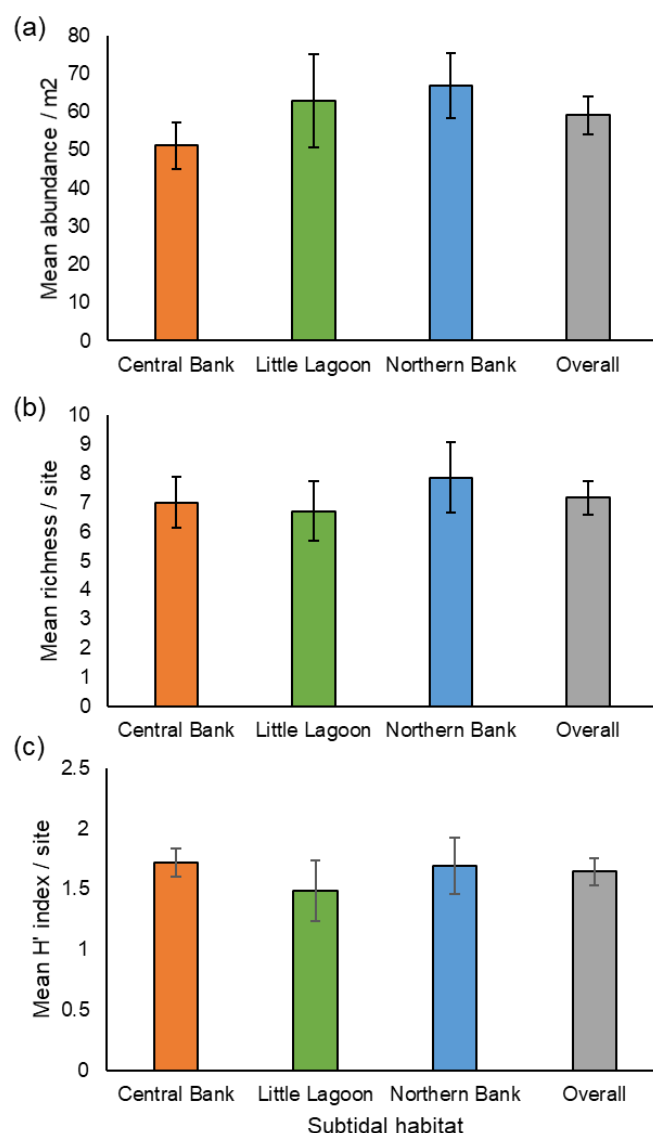 (a)
Mean abundance / m2
80
70
60
50
40
30
20
10
0
Central Bank Little Lagoon Northern Bank Overall
(b)
Mean richness / site
10
9
8
7
6
5
4
3
2
1
0
Central Bank Little Lagoon Northern Bank Overall
(c)
Mean H' index / site
2.5
2
1.5
1
0.5
0
Central Bank Little Lagoon Northern Bank Overall
Subtidal habitat